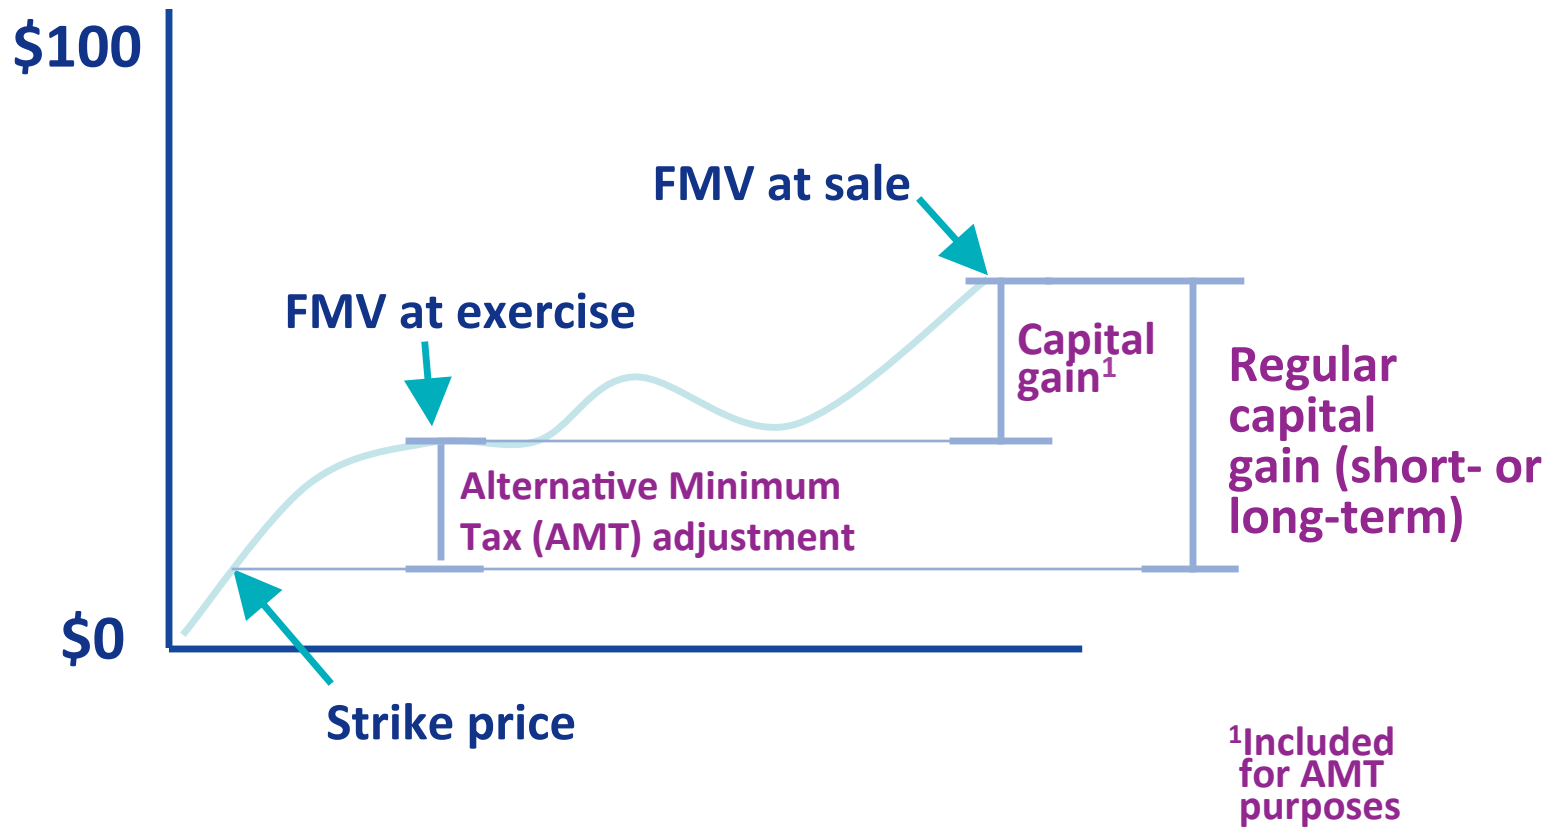 $100
FMV at sale
FMV at exercise
Capital
gain¹
Regular
capital
gain (short- or
long-term)
Alternative Minimum
Tax (AMT) adjustment
$0
Strike price
¹Included
for AMT
purposes